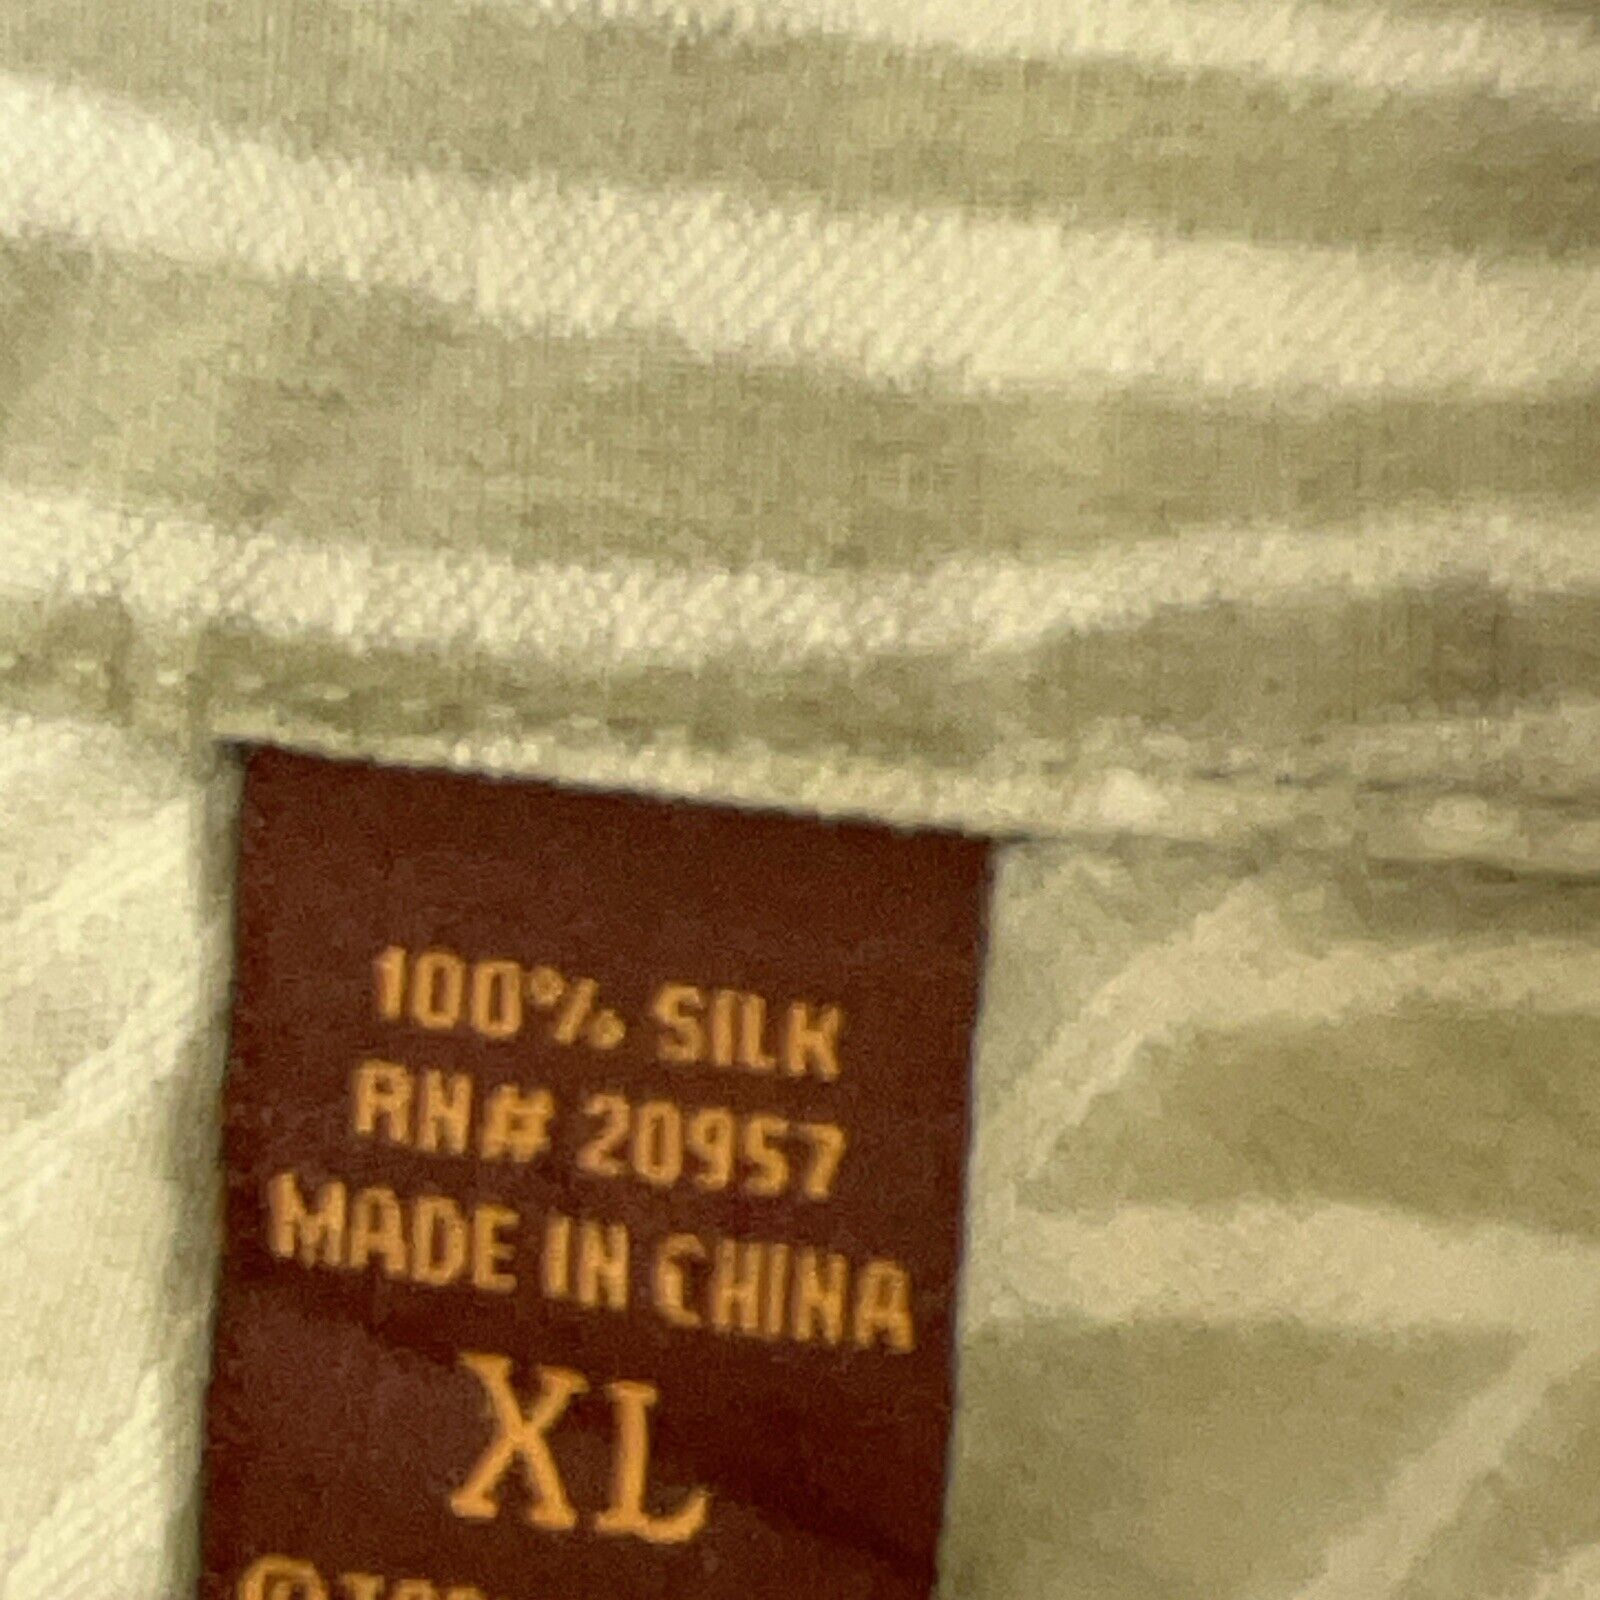 100% SILK
RN# 20957
MADE IN CHINA
XL